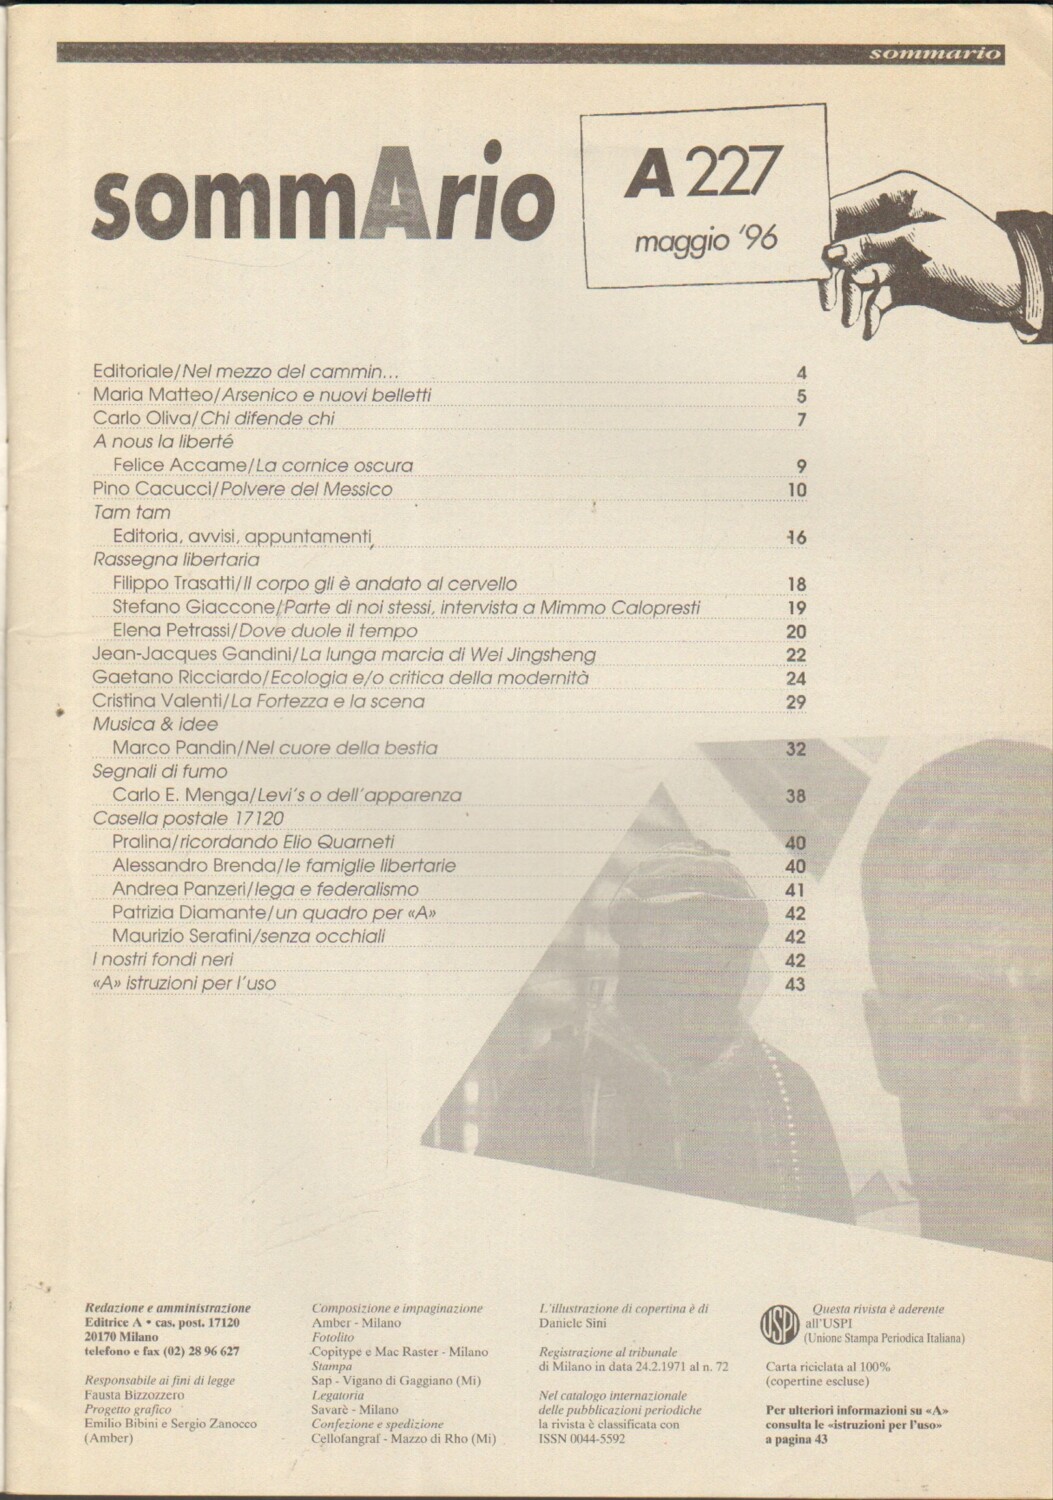 sommario
sommArio
A 227
maggio '96
Editoriale/Nel mezzo del cammin... 4
Maria Matteo/Arsenico e nuovi belletti 5
Carlo Oliva/Chi difende chi 7
A nous la liberté
Felice Accame/La cornice oscura 9
Pino Cacucci/Polvere del Messico 10
Tam tam
Editoria, avvisi, appuntamenti 16
Rassegna libertaria
Filippo Trasatti/Il corpo gli è andato al cervello 18
Stefano Giaccone/Parte di noi stessi, intervista a Mimmo Calopresti 19
Elena Petrassi/Dove duole il tempo 20
Jean-Jacques Gandini/La lunga marcia di Wei Jingsheng 22
Gaetano Ricciardo/Ecologia e/o critica della modernità 24
Cristina Valenti/La Fortezza e la scena 29
Musica & idee
Marco Pandin/Nel cuore della bestia 32
Segnali di fumo
Carlo E. Menga/Levi's o dell'apparenza 38
Casella postale 17120
Pralina/ricordando Elio Quarneti 40
Alessandro Brenda/le famiglie libertarie 40
Andrea Panzeri/lega e federalismo 41
Patrizia Diamante/un quadro per «A» 42
Maurizio Serafini/senza occhiali 42
I nostri fondi neri 42
«A» istruzioni per l'uso 43
Redazione e amministrazione
Editrice A • cas. post. 17120
20170 Milano
telefono e fax (02) 28 96 627
Responsabile ai fini di legge
Fausta Bizzozzero
Progetto grafico
Emilio Bibini e Sergio Zanocco
(Amber)
Composizione e impaginazione
Amber - Milano
Fotolito
Copitype e Mac Raster - Milano
Stampa
Sap - Vigano di Gaggiano (Mi)
Legatoria
Savarè - Milano
Confezione e spedizione
Cellofangraf - Mazzo di Rho (Mi)
L'illustrazione di copertina è di
Daniele Sini
Registrazione al tribunale
di Milano in data 24.2.1971 al n. 72
Nel catalogo internazionale
delle pubblicazioni periodiche
la rivista è classificata con
ISSN 0044-5592
USPI
Questa rivista è aderente
all'USPI
(Unione Stampa Periodica Italiana)
Carta riciclata al 100%
(copertine escluse)
Per ulteriori informazioni su «A»
consulta le «istruzioni per l'uso»
a pagina 43